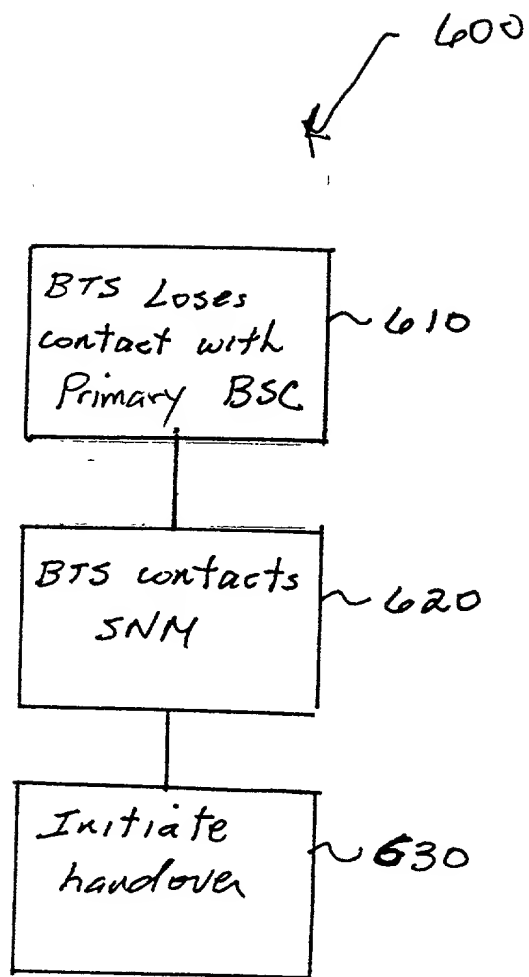 600
BTS Loses
contact with
Primary BSC
610
BTS contacts
SNM
620
Initiate
handover
630